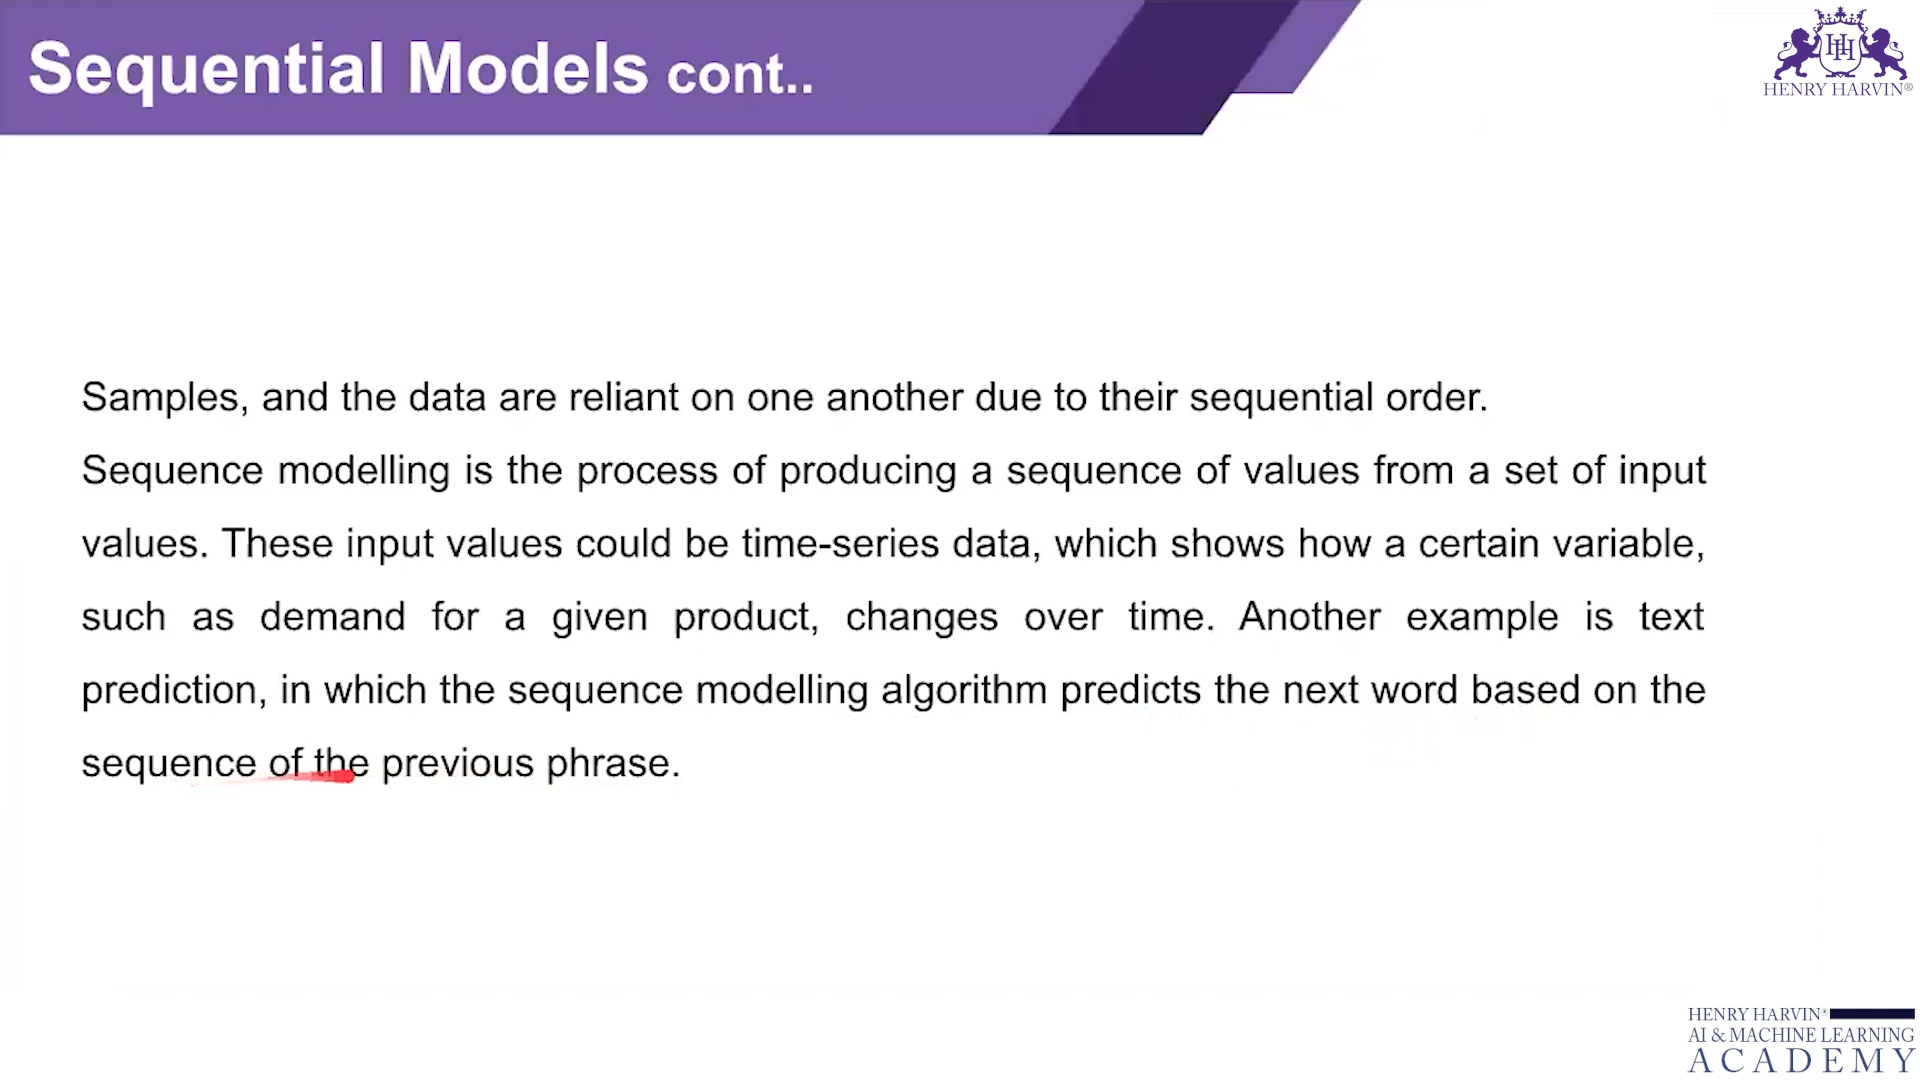 Sequential Models cont..
HENRY HARVIN®
Samples, and the data are reliant on one another due to their sequential order.
Sequence modelling is the process of producing a sequence of values from a set of input
values. These input values could be time-series data, which shows how a certain variable,
such as demand for a given product, changes over time. Another example is text
prediction, in which the sequence modelling algorithm predicts the next word based on the
sequence of the previous phrase.
HENRY HARVIN®
AI & MACHINE LEARNING
ACADEMY